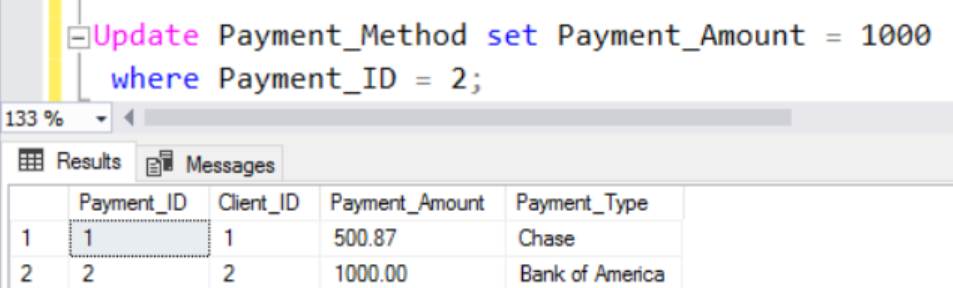 Update Payment_Method set Payment_Amount = 1000
where Payment_ID = 2;
133 %
Results Messages
Payment_ID Client_ID Payment_Amount Payment_Type
1 1 1 500.87 Chase
2 2 2 1000.00 Bank of America